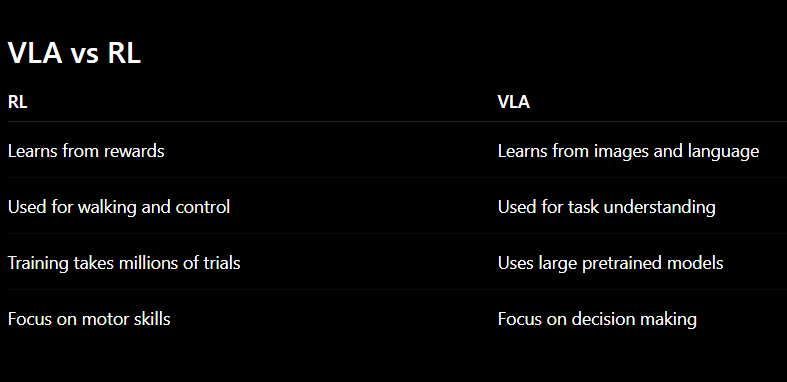 VLA vs RL
RL VLA
Learns from rewards Learns from images and language
Used for walking and control Used for task understanding
Training takes millions of trials Uses large pretrained models
Focus on motor skills Focus on decision making